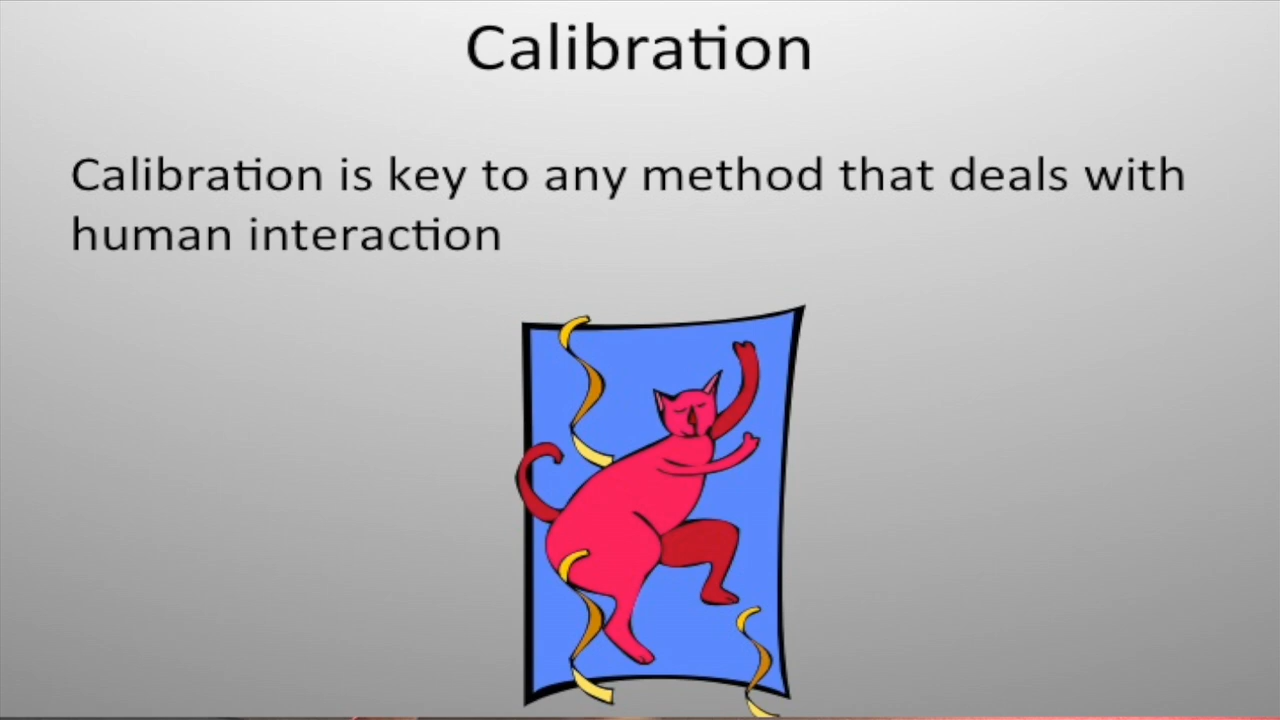 Calibration
Calibration is key to any method that deals with
human interaction